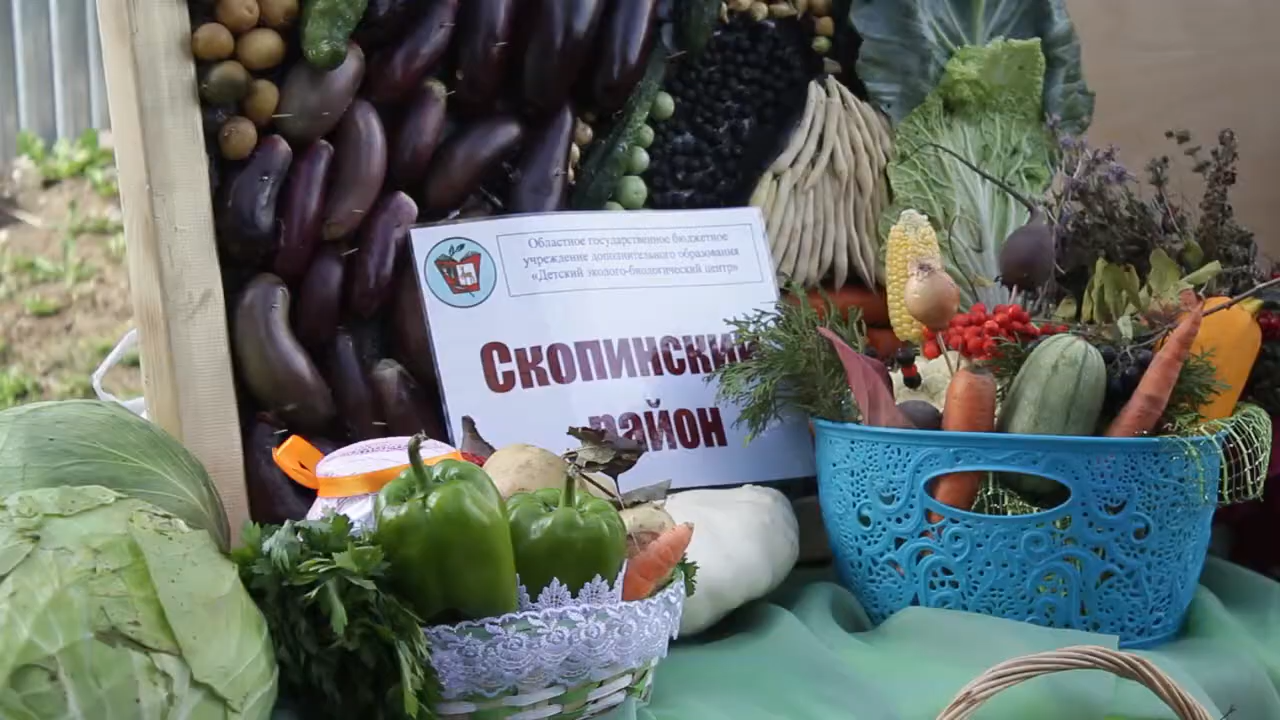 Областное государственное бюджетное
учреждение дополнительного образования
«Детский эколого-биологический центр»
Скопинский
район